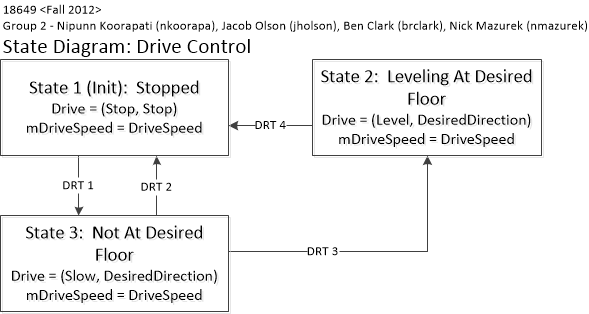 18649 <Fall 2012>
Group 2 - Nipunn Koorapati (nkoorapa), Jacob Olson (jholson), Ben Clark (brclark), Nick Mazurek (nmazurek)
State Diagram: Drive Control
State 1 (Init):  Stopped
Drive = (Stop, Stop)
mDriveSpeed = DriveSpeed
State 2:  Leveling At Desired
Floor
Drive = (Level, DesiredDirection)
mDriveSpeed = DriveSpeed
DRT 4
DRT 1
DRT 2
State 3:  Not At Desired
Floor
Drive = (Slow, DesiredDirection)
mDriveSpeed = DriveSpeed
DRT 3